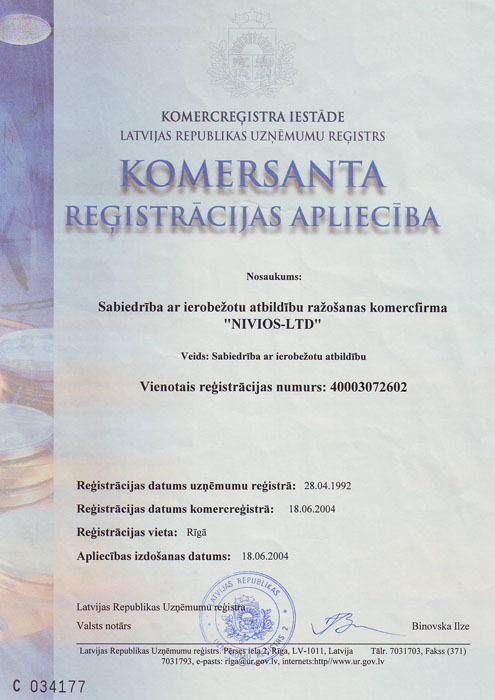 KOMERCREĢISTRA IESTĀDE
LATVIJAS REPUBLIKAS UZŅĒMUMU REĢISTRS
KOMERSANTA
REĢISTRĀCIJAS APLIECĪBA
Nosaukums:
Sabiedrība ar ierobežotu atbildību ražošanas komercfirma
"NIVIOS-LTD"
Veids: Sabiedrība ar ierobežotu atbildību
Vienotais reģistrācijas numurs: 40003072602
Reģistrācijas datums uzņēmumu reģistrā: 28.04.1992
Reģistrācijas datums komercreģistrā: 18.06.2004
Reģistrācijas vieta: Rīgā
Apliecības izdošanas datums: 18.06.2004
LATVIJAS REPUBLIKAS
Latvijas Republikas Uzņēmumu reģistra
Valsts notārs Binovska Ilze
Latvijas Republikas Uzņēmumu reģistrs. Pērses iela 2, Rīga, LV-1011, Latvija Tālr. 7031703, Fakss (371)
7031793, e-pasts: riga@ur.gov.lv, internets:http//www.ur.gov.lv
C 034177